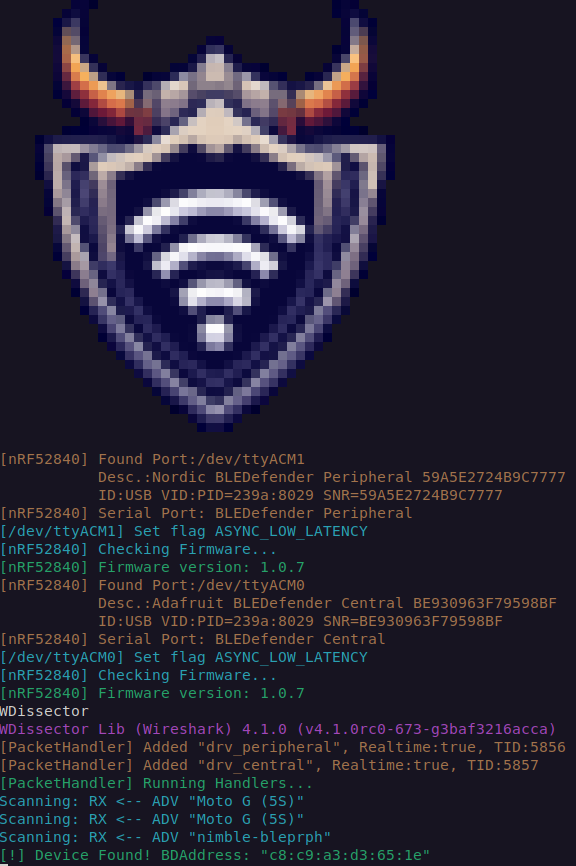 [nRF52840] Found Port:/dev/ttyACM1
Desc.:Nordic BLEDefender Peripheral 59A5E2724B9C7777
ID:USB VID:PID=239a:8029 SNR=59A5E2724B9C7777
[nRF52840] Serial Port: BLEDefender Peripheral
[/dev/ttyACM1] Set flag ASYNC_LOW_LATENCY
[nRF52840] Checking Firmware...
[nRF52840] Firmware version: 1.0.7
[nRF52840] Found Port:/dev/ttyACM0
Desc.:Adafruit BLEDefender Central BE930963F79598BF
ID:USB VID:PID=239a:8029 SNR=BE930963F79598BF
[nRF52840] Serial Port: BLEDefender Central
[/dev/ttyACM0] Set flag ASYNC_LOW_LATENCY
[nRF52840] Checking Firmware...
[nRF52840] Firmware version: 1.0.7
WDissector
WDissector Lib (Wireshark) 4.1.0 (v4.1.0rc0-673-g3baf3216acca)
[PacketHandler] Added "drv_peripheral", Realtime:true, TID:5856
[PacketHandler] Added "drv_central", Realtime:true, TID:5857
[PacketHandler] Running Handlers...
Scanning: RX <-- ADV "Moto G (5S)"
Scanning: RX <-- ADV "Moto G (5S)"
Scanning: RX <-- ADV "nimble-bleprph"
[!] Device Found! BDAddress: "c8:c9:a3:d3:65:1e"